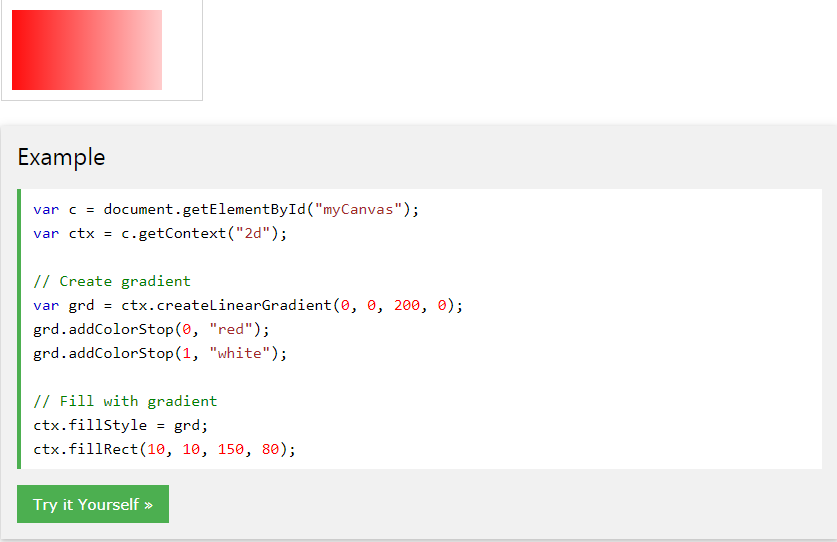 Example
var c = document.getElementById("myCanvas");
var ctx = c.getContext("2d");
// Create gradient
var grd = ctx.createLinearGradient(0, 0, 200, 0);
grd.addColorStop(0, "red");
grd.addColorStop(1, "white");
// Fill with gradient
ctx.fillStyle = grd;
ctx.fillRect(10, 10, 150, 80);
Try it Yourself »